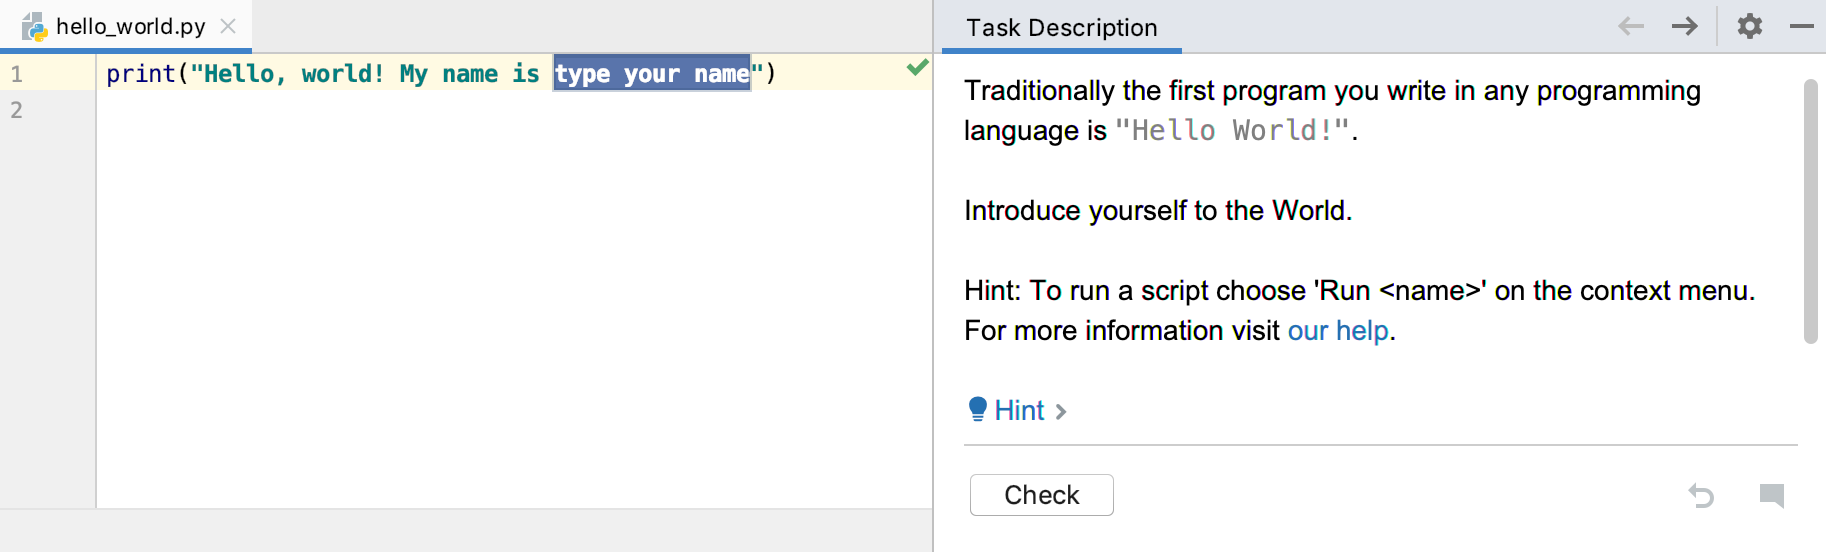 hello_world.py
1 print("Hello, world! My name is type your name")
2
Task Description
Traditionally the first program you write in any programming
language is "Hello World!".
Introduce yourself to the World.
Hint: To run a script choose 'Run <name>' on the context menu.
For more information visit our help.
Hint
Check